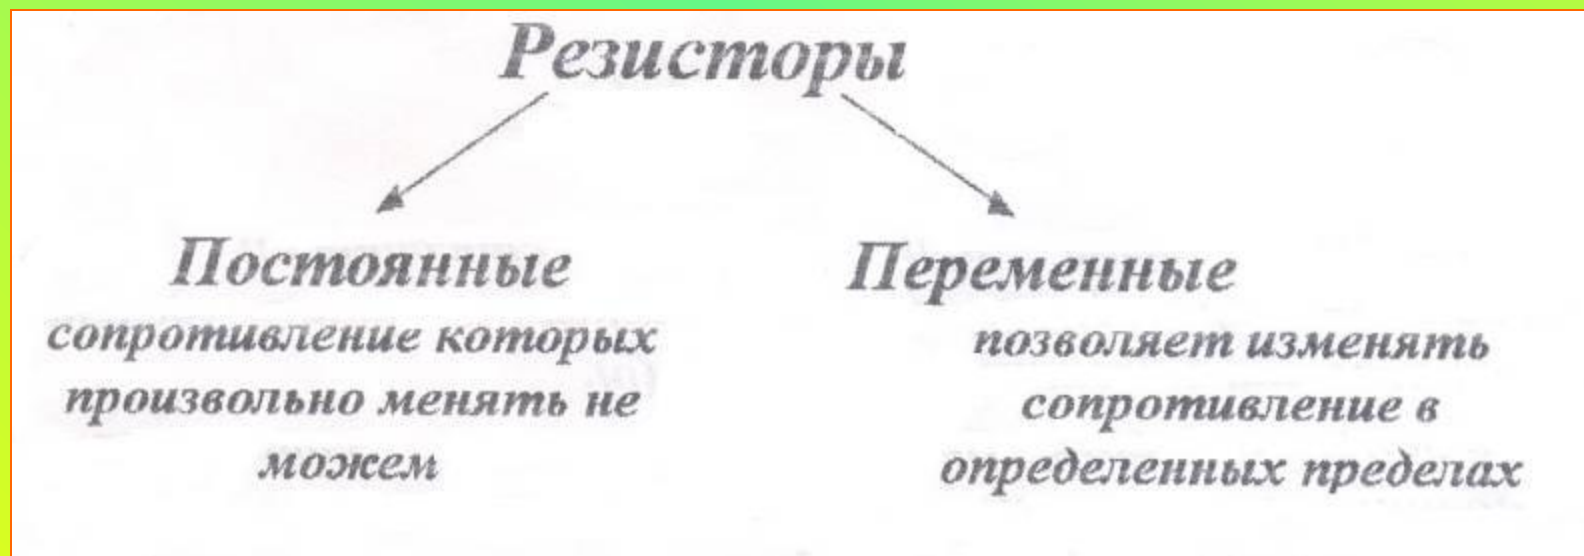 Резисторы
Постоянные
сопротивление которых
произвольно менять не
можем
Переменные
позволяет изменять
сопротивление в
определенных пределах